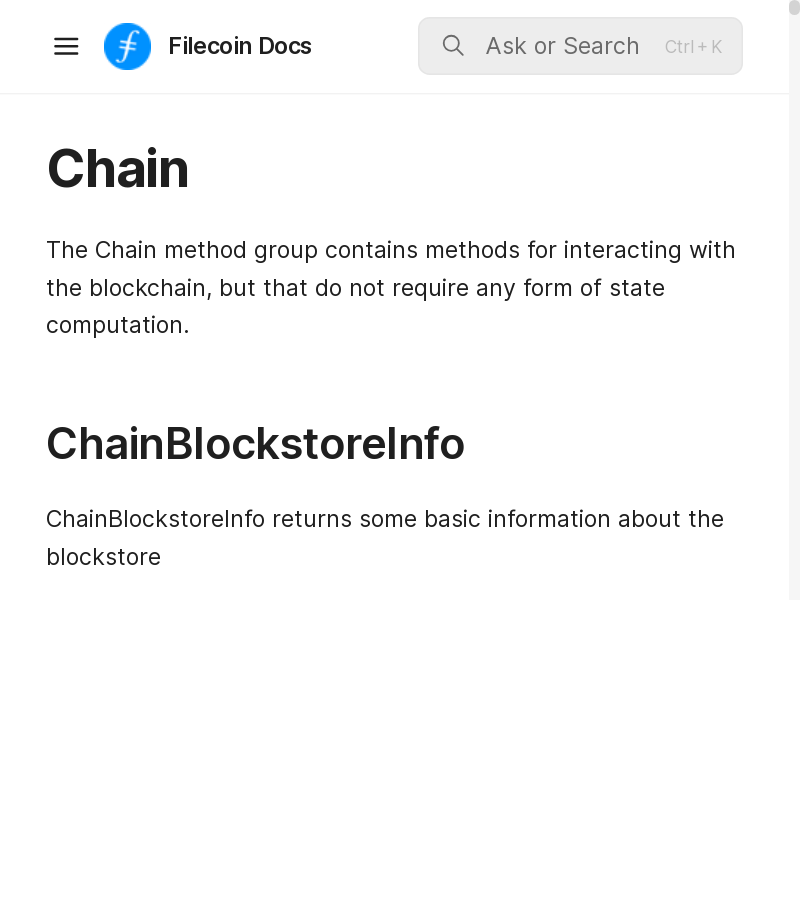 Filecoin Docs
Ask or Search
Ctrl + K
Chain
The Chain method group contains methods for interacting with
the blockchain, but that do not require any form of state
computation.
ChainBlockstoreInfo
ChainBlockstoreInfo returns some basic information about the
blockstore